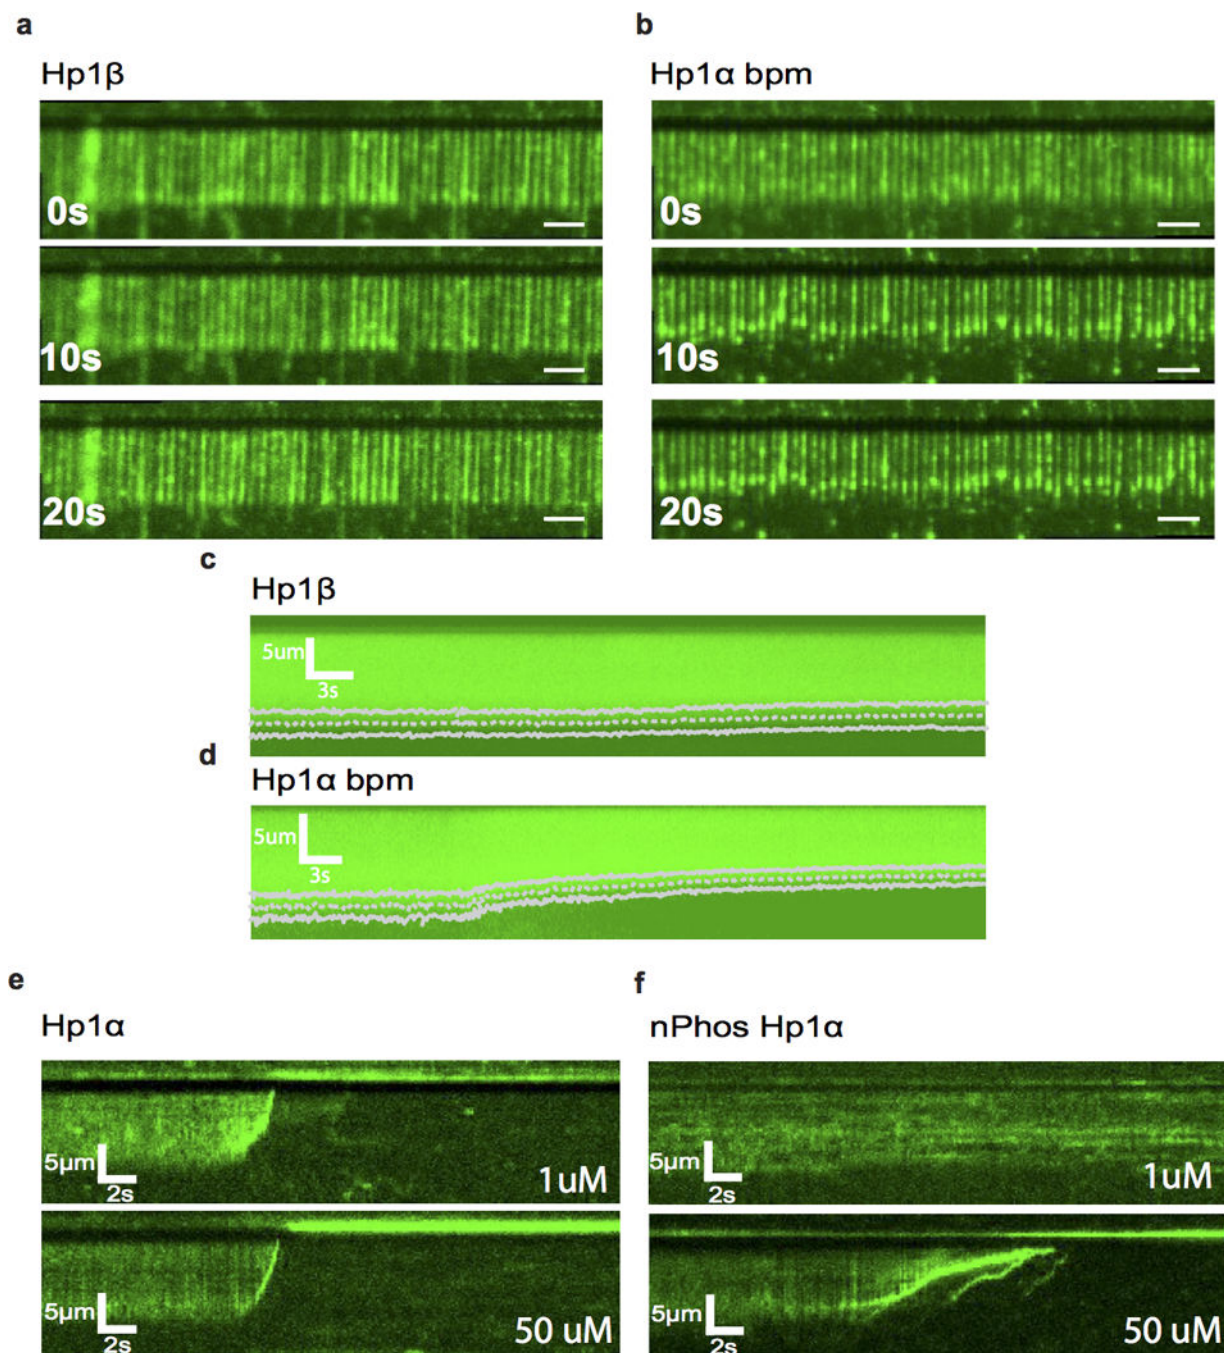 a
Hp1β
0s
10s
20s
b
Hp1α bpm
0s
10s
20s
c
Hp1β
5um
3s
d
Hp1α bpm
5um
3s
e
Hp1α
5µm
2s
1uM
5µm
2s
50 uM
f
nPhos Hp1α
5µm
2s
1uM
5µm
2s
50 uM